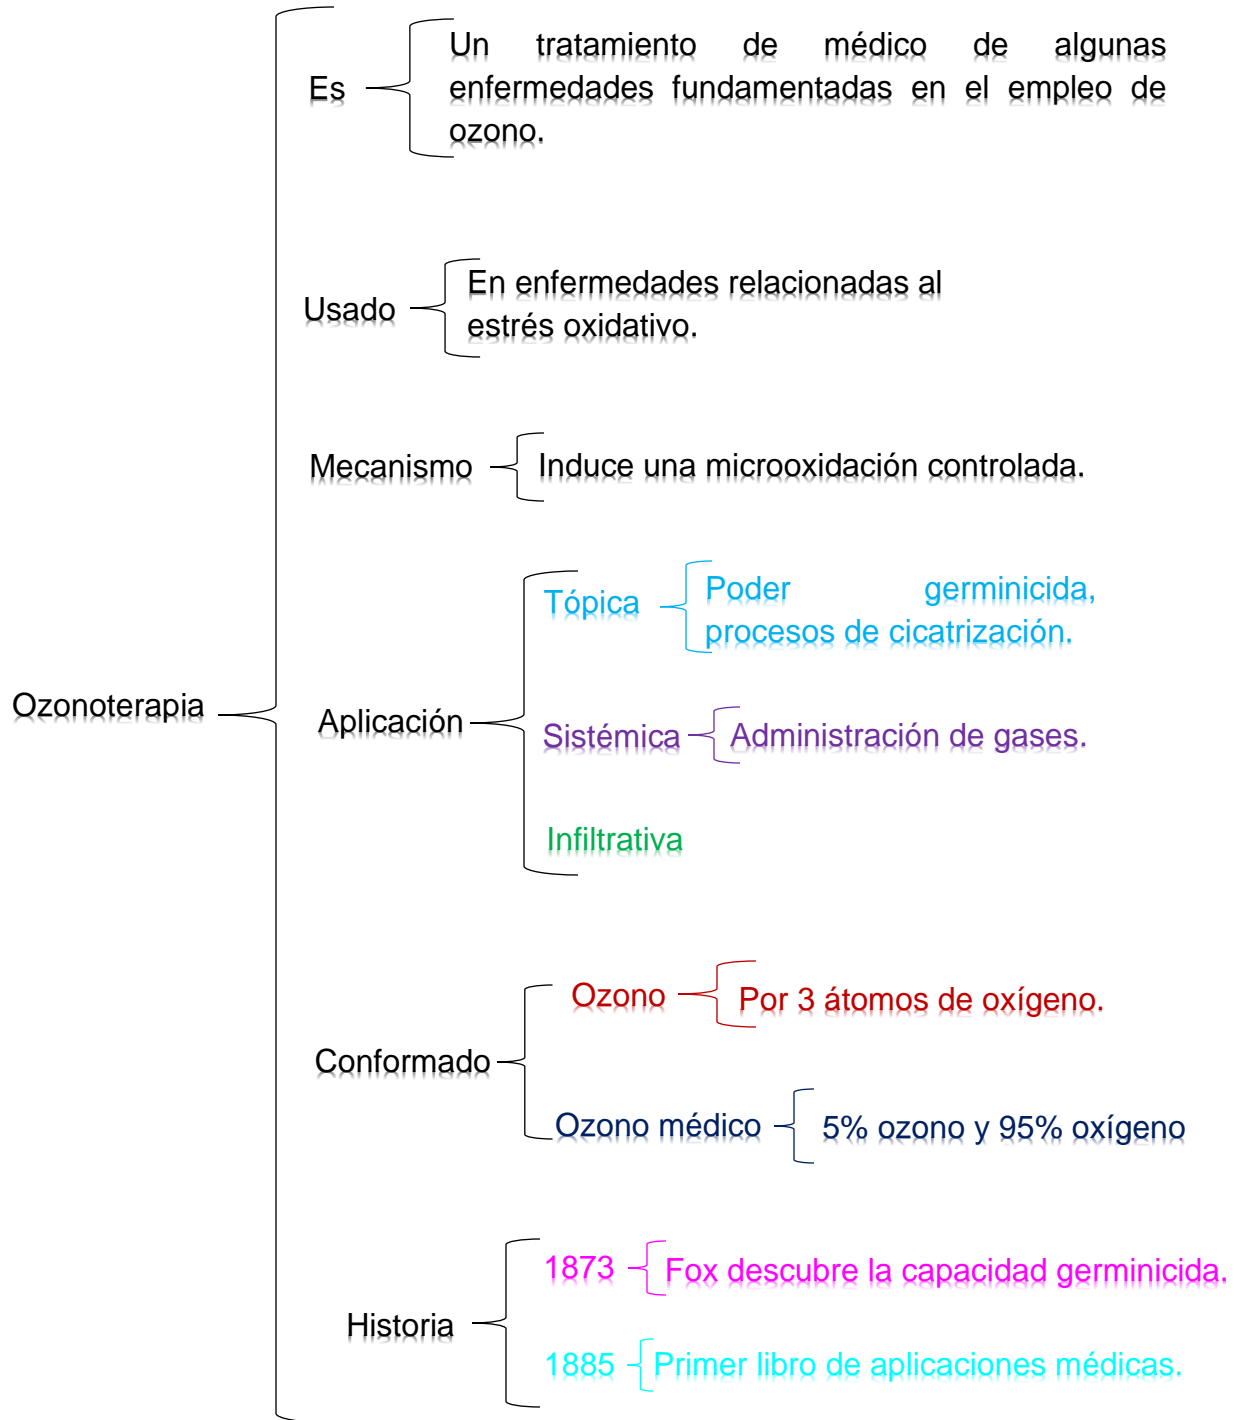 Ozonoterapia
Es
Un tratamiento de médico de algunas
enfermedades fundamentadas en el empleo de
ozono.
Usado
En enfermedades relacionadas al
estrés oxidativo.
Mecanismo
Induce una microoxidación controlada.
Aplicación
Tópica
Poder germinicida,
procesos de cicatrización.
Sistémica
Administración de gases.
Infiltrativa
Conformado
Ozono
Por 3 átomos de oxígeno.
Ozono médico
5% ozono y 95% oxígeno
Historia
1873
Fox descubre la capacidad germinicida.
1885
Primer libro de aplicaciones médicas.